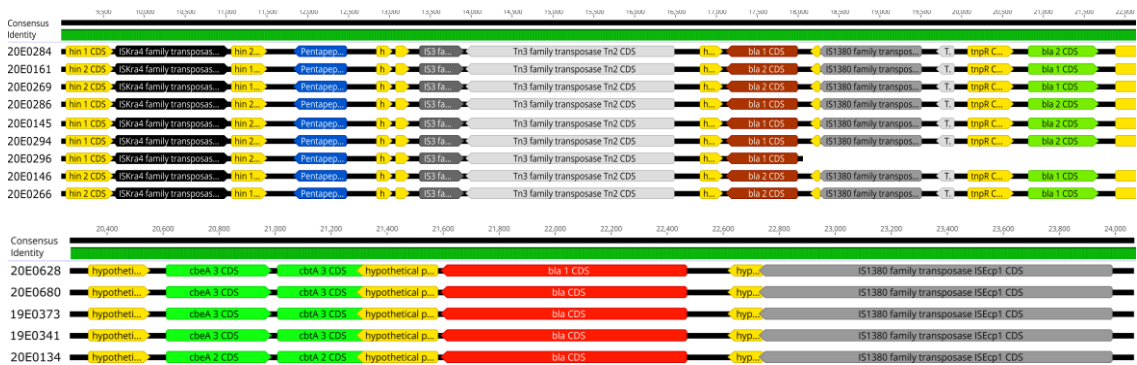 9,500 10,000 10,500 11,000 11,500 12,000 12,500 13,000 13,500 14,000 14,500 15,000 15,500 16,000 16,500 17,000 17,500 18,000 18,500 19,000 19,500 20,000 20,500 21,000 21,500 22,000
Consensus
Identity
20E0284 hin 1 CDS ISKra4 family transposas... hin 2... Pentapep... h IS3 fa... Tn3 family transposase Tn2 CDS h... bla 1 CDS IS1380 family transpos... T. tnpR C... bla 2 CDS
20E0161 hin 2 CDS ISKra4 family transposas... hin 1... Pentapep... h IS3 fa... Tn3 family transposase Tn2 CDS h... bla 2 CDS IS1380 family transpos... T. tnpR C... bla 1 CDS
20E0269 hin 2 CDS ISKra4 family transposas... hin 1... Pentapep... h IS3 fa... Tn3 family transposase Tn2 CDS h... bla 2 CDS IS1380 family transpos... T. tnpR C... bla 1 CDS
20E0286 hin 1 CDS ISKra4 family transposas... hin 2... Pentapep... h IS3 fa... Tn3 family transposase Tn2 CDS h... bla 1 CDS IS1380 family transpos... T. tnpR C... bla 2 CDS
20E0145 hin 2 CDS ISKra4 family transposas... hin 1... Pentapep... h IS3 fa... Tn3 family transposase Tn2 CDS h... bla 1 CDS IS1380 family transpos... T. tnpR C... bla 2 CDS
20E0294 hin 1 CDS ISKra4 family transposas... hin 2... Pentapep... h IS3 fa... Tn3 family transposase Tn2 CDS h... bla 1 CDS IS1380 family transpos... T. tnpR C... bla 2 CDS
20E0296 hin 1 CDS ISKra4 family transposas... hin 2... Pentapep... h IS3 fa... Tn3 family transposase Tn2 CDS h... bla 1 CDS
20E0146 hin 2 CDS ISKra4 family transposas... hin 1... Pentapep... h IS3 fa... Tn3 family transposase Tn2 CDS h... bla 2 CDS IS1380 family transpos... T. tnpR C... bla 1 CDS
20E0266 hin 2 CDS ISKra4 family transposas... hin 1... Pentapep... h IS3 fa... Tn3 family transposase Tn2 CDS h... bla 2 CDS IS1380 family transpos... T. tnpR C... bla 1 CDS
20,400 20,600 20,800 21,000 21,200 21,400 21,600 21,800 22,000 22,200 22,400 22,600 22,800 23,000 23,200 23,400 23,600 23,800 24,000
Consensus
Identity
20E0628 hypotheti... cbeA 3 CDS cbtA 3 CDS hypothetical p... bla 1 CDS hyp... IS1380 family transposase ISEcp1 CDS
20E0680 hypotheti... cbeA 3 CDS cbtA 3 CDS hypothetical p... bla CDS hyp... IS1380 family transposase ISEcp1 CDS
19E0373 hypotheti... cbeA 3 CDS cbtA 3 CDS hypothetical p... bla CDS hyp... IS1380 family transposase ISEcp1 CDS
19E0341 hypotheti... cbeA 3 CDS cbtA 3 CDS hypothetical p... bla CDS hyp... IS1380 family transposase ISEcp1 CDS
20E0134 hypotheti... cbeA 2 CDS cbtA 2 CDS hypothetical p... bla CDS hyp... IS1380 family transposase ISEcp1 CDS